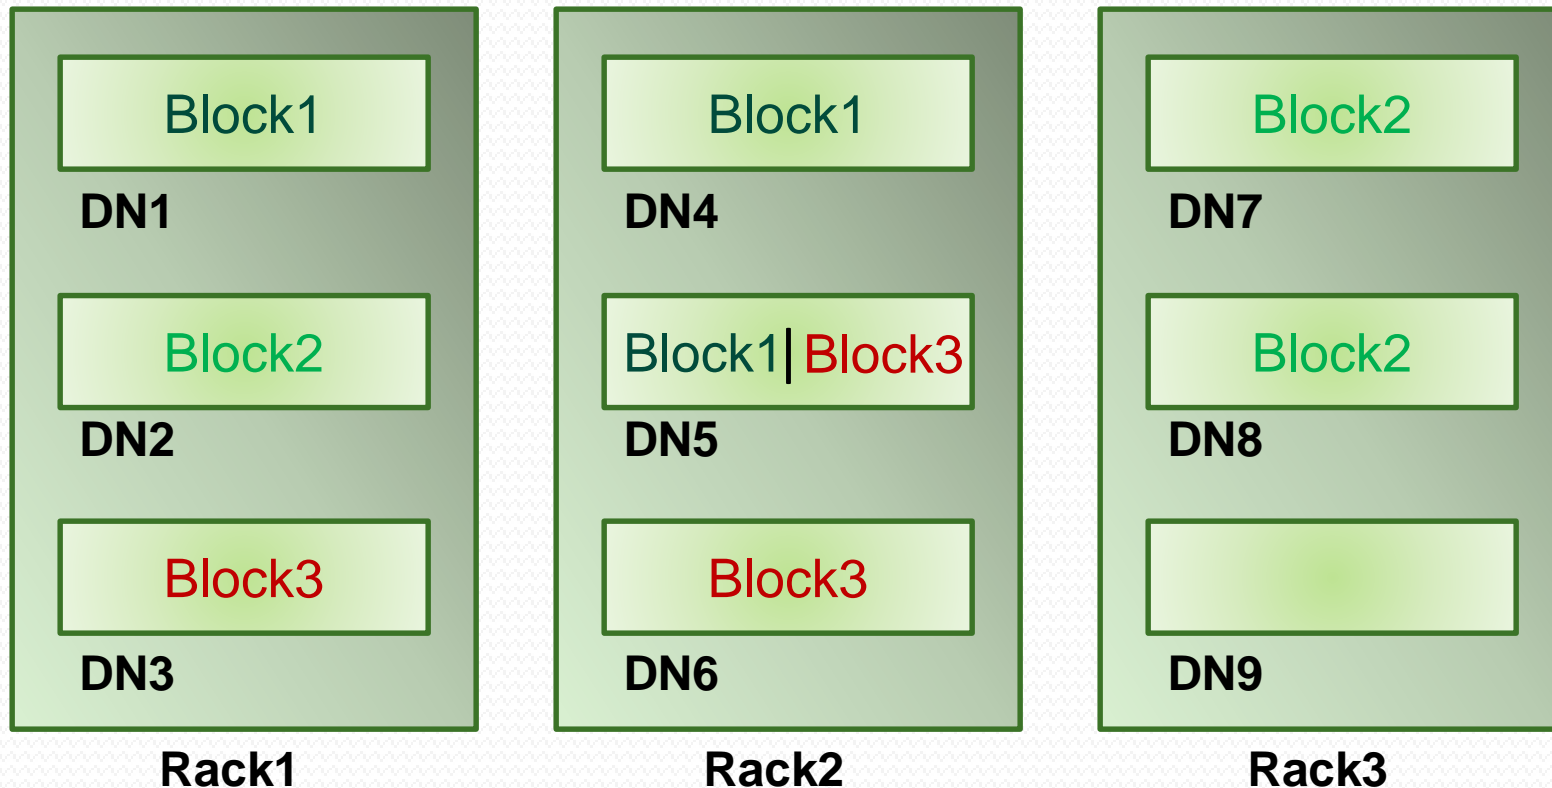 Block1
DN1
Block2
DN2
Block3
DN3
Rack1
Block1
DN4
Block1|Block3
DN5
Block3
DN6
Rack2
Block2
DN7
Block2
DN8
DN9
Rack3